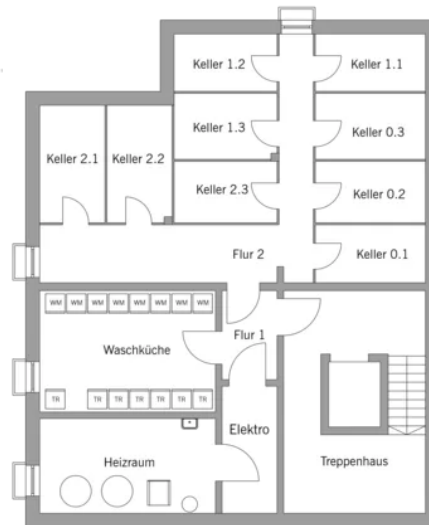 Keller 1.2
Keller 1.1
Keller 1.3
Keller 0.3
Keller 2.1
Keller 2.2
Keller 2.3
Keller 0.2
Flur 2
Keller 0.1
WM WM WM WM WM WM WM WM
Waschküche
Flur 1
TR TR TR TR TR TR TR
Elektro
Heizraum
Treppenhaus